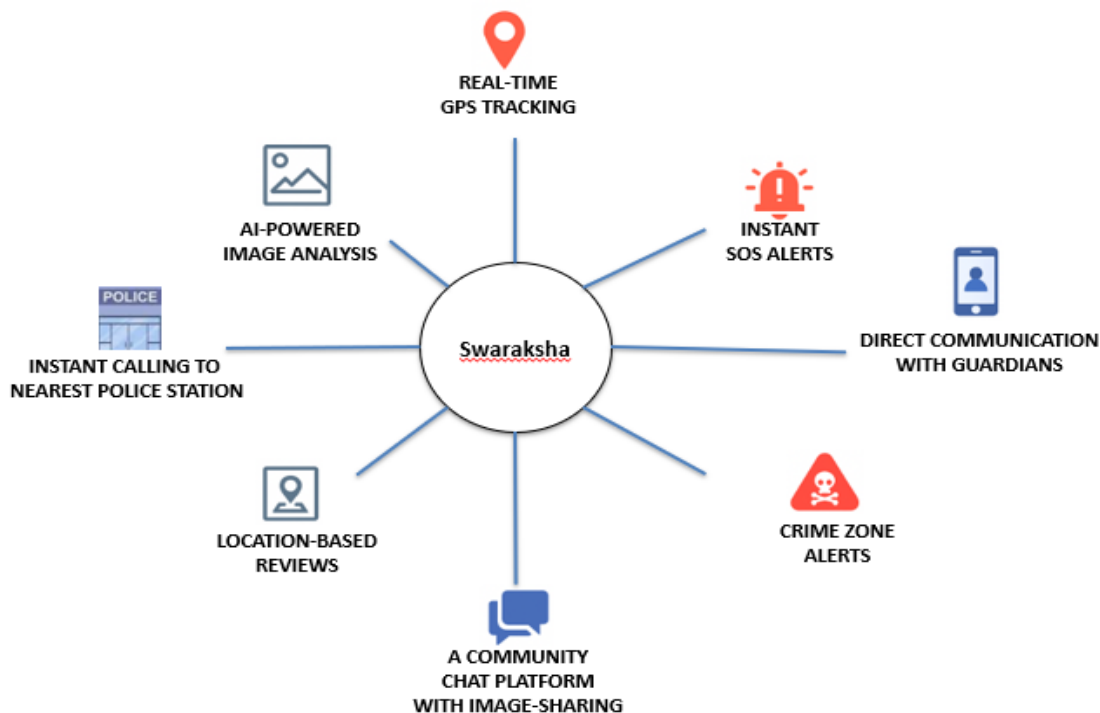 REAL-TIME
GPS TRACKING
AI-POWERED
IMAGE ANALYSIS
INSTANT
SOS ALERTS
POLICE
INSTANT CALLING TO
NEAREST POLICE STATION
Swaraksha
DIRECT COMMUNICATION
WITH GUARDIANS
LOCATION-BASED
REVIEWS
CRIME ZONE
ALERTS
A COMMUNITY
CHAT PLATFORM
WITH IMAGE-SHARING